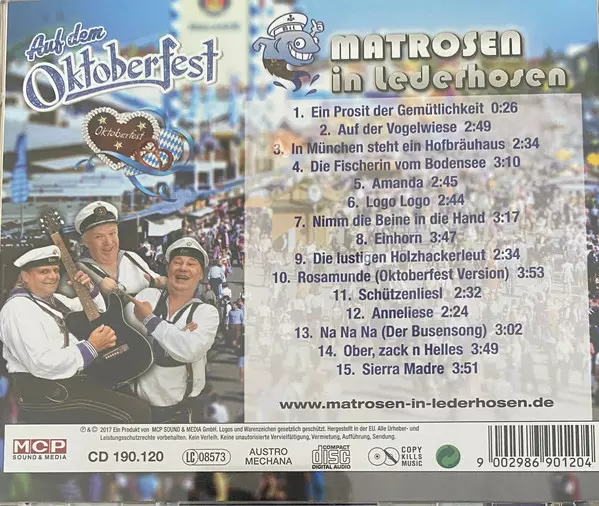 Auf dem
Oktoberfest
Oktoberfest
MATROSEN
in Lederhosen
1. Ein Prosit der Gemütlichkeit 0:26
2. Auf der Vogelwiese 2:49
3. In München steht ein Hofbräuhaus 2:34
4. Die Fischerin vom Bodensee 3:10
5. Amanda 2:45
6. Logo Logo 2:44
7. Nimm die Beine in die Hand 3:17
8. Einhorn 3:47
9. Die lustigen Holzhackerleut 2:34
10. Rosamunde (Oktoberfest Version) 3:53
11. Schützenliesl 2:32
12. Anneliese 2:24
13. Na Na Na (Der Busensong) 3:02
14. Ober, zack n Helles 3:49
15. Sierra Madre 3:51
www.matrosen-in-lederhosen.de
℗ & © 2017 Ein Produkt von MCP SOUND & MEDIA GmbH. Logos und Warenzeichen gesetzlich geschützt. Hergestellt in der EU. Alle Urheber- und
Leistungsschutzrechte vorbehalten. Kein Verleih. Keine unautorisierte Vervielfältigung, Vermietung, Aufführung, Sendung.
MCP
SOUND & MEDIA
CD 190.120
LC 08573
AUSTRO
MECHANA
COMPACT
disc
DIGITAL AUDIO
COPY
KILLS
MUSIC
9 002986 901204